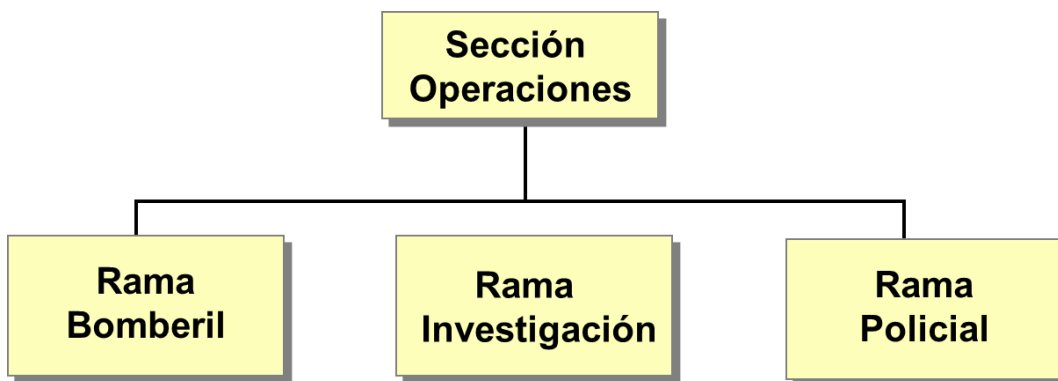 Sección
Operaciones
Rama
Bomberil
Rama
Investigación
Rama
Policial